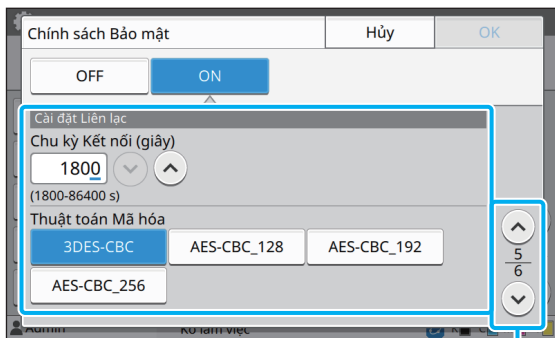 Chính sách Bảo mật
Hủy
OK
OFF
ON
Cài đặt Liên lạc
Chu kỳ Kết nối (giây)
1800
(1800-86400 s)
Thuật toán Mã hóa
3DES-CBC
AES-CBC_128
AES-CBC_192
AES-CBC_256
5
6
Admin